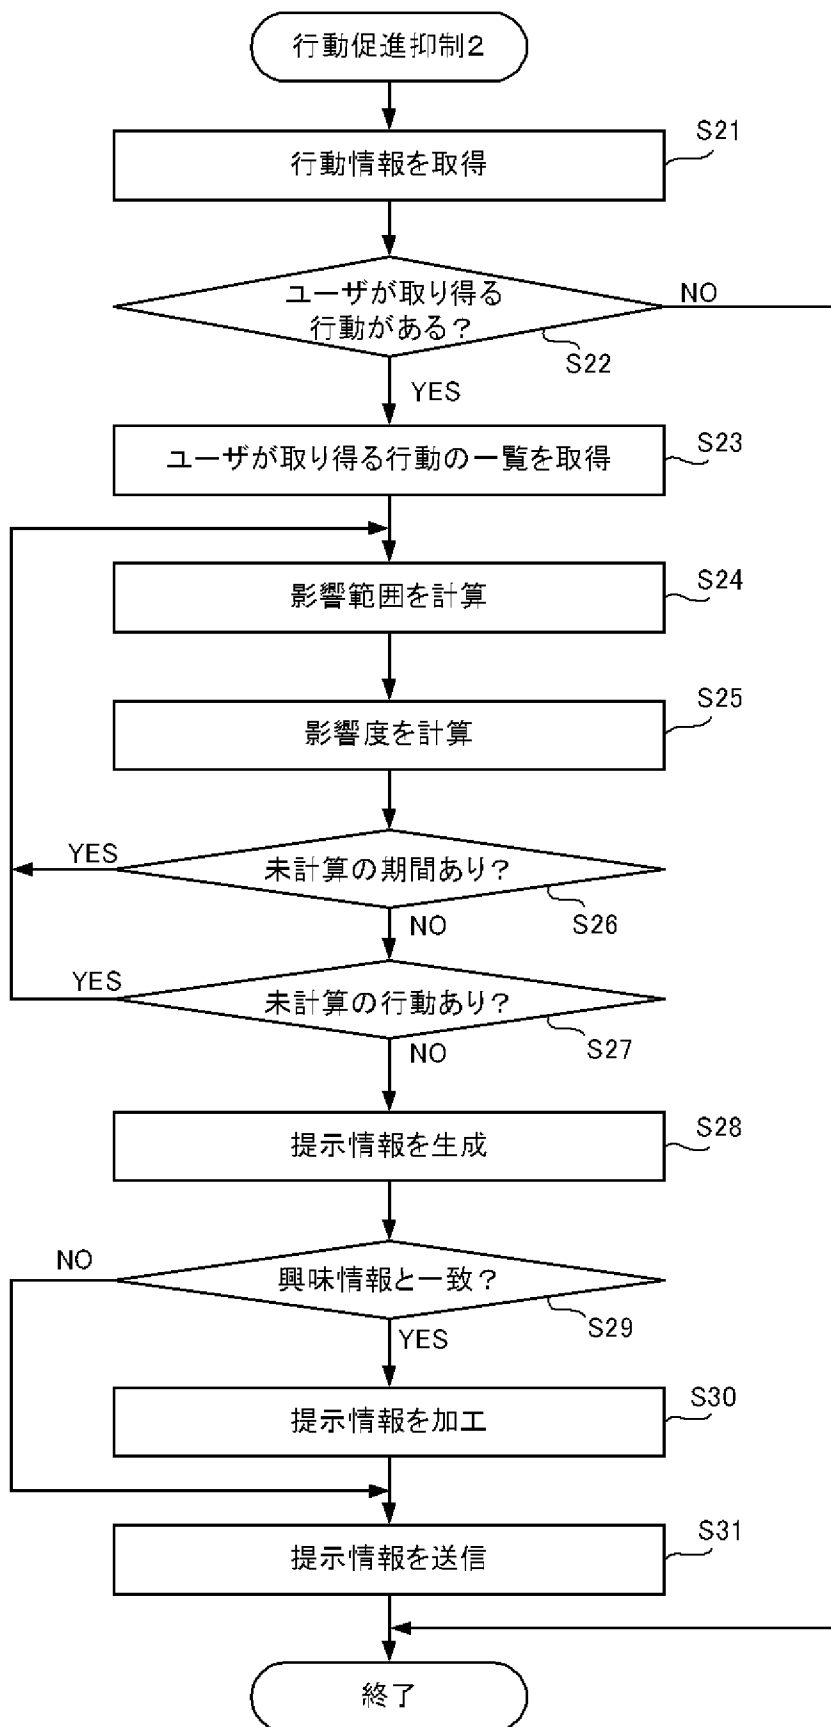 行動促進抑制2
S21
行動情報を取得
ユーザが取り得る
行動がある?
NO
S22
YES
S23
ユーザが取り得る行動の一覧を取得
S24
影響範囲を計算
S25
影響度を計算
YES
未計算の期間あり?
S26
NO
YES
未計算の行動あり?
S27
NO
S28
提示情報を生成
NO
興味情報と一致?
S29
YES
S30
提示情報を加工
S31
提示情報を送信
終了